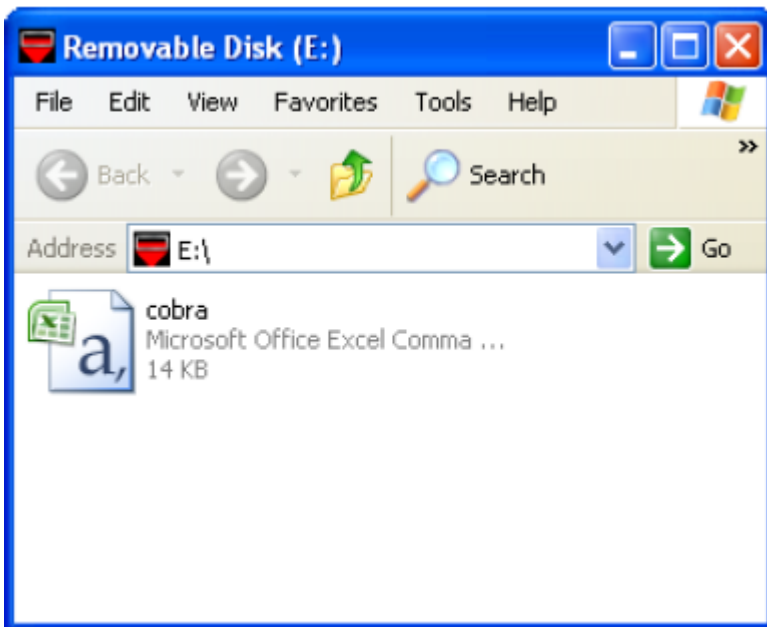 Removable Disk (E:)
File Edit View Favorites Tools Help
Back Search »
Address E:\ Go
cobra
Microsoft Office Excel Comma ...
14 KB
a,